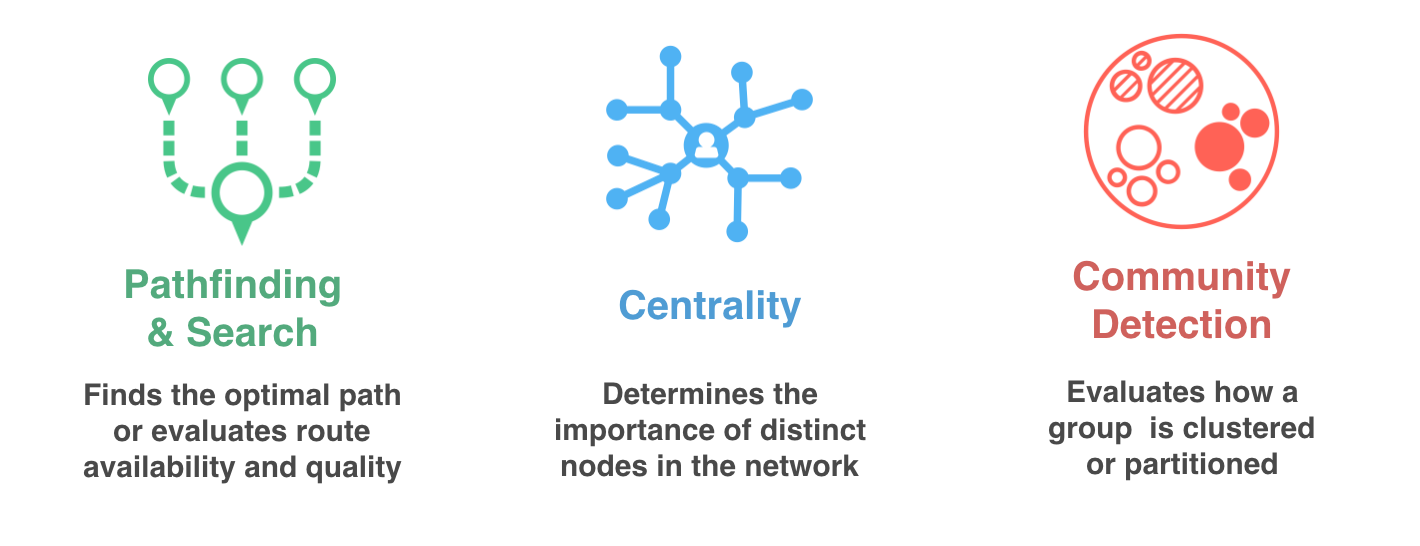 Pathfinding
& Search
Finds the optimal path
or evaluates route
availability and quality
Centrality
Determines the
importance of distinct
nodes in the network
Community
Detection
Evaluates how a
group  is clustered
or partitioned